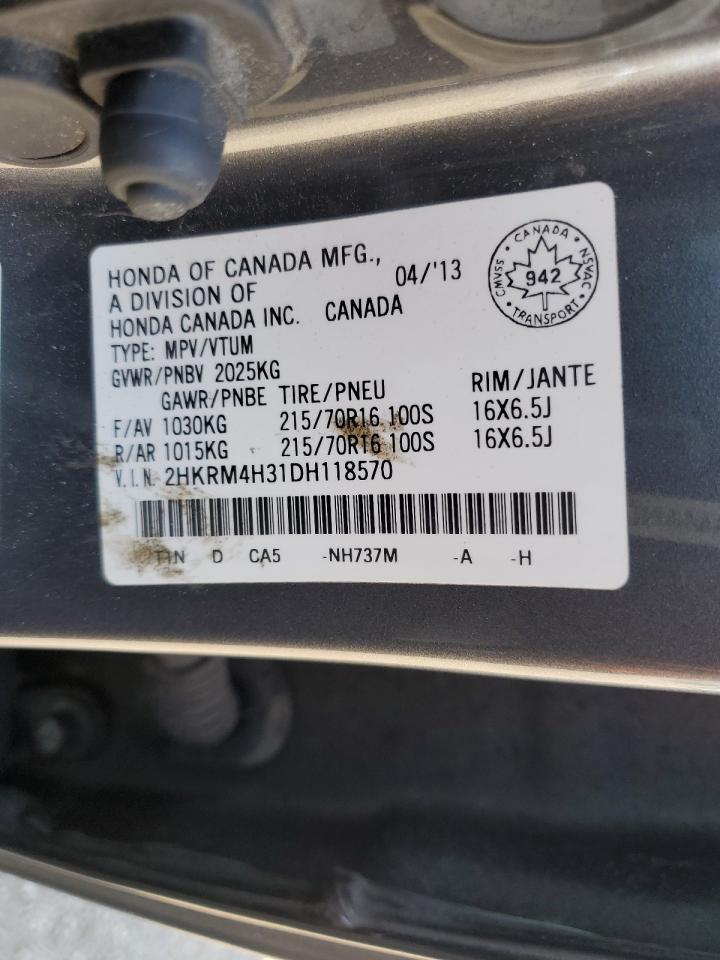 HONDA OF CANADA MFG., 04/'13
A DIVISION OF
HONDA CANADA INC. CANADA
TYPE: MPV/VTUM
GVWR/PNBV 2025KG
GAWR/PNBE TIRE/PNEU RIM/JANTE
F/AV 1030KG 215/70R16 100S 16X6.5J
R/AR 1015KG 215/70R16 100S 16X6.5J
V.I.N. 2HKRM4H31DH118570
TIN D CA5 -NH737M -A -H
CANADA
CMVSS 942 NSVAC
TRANSPORT